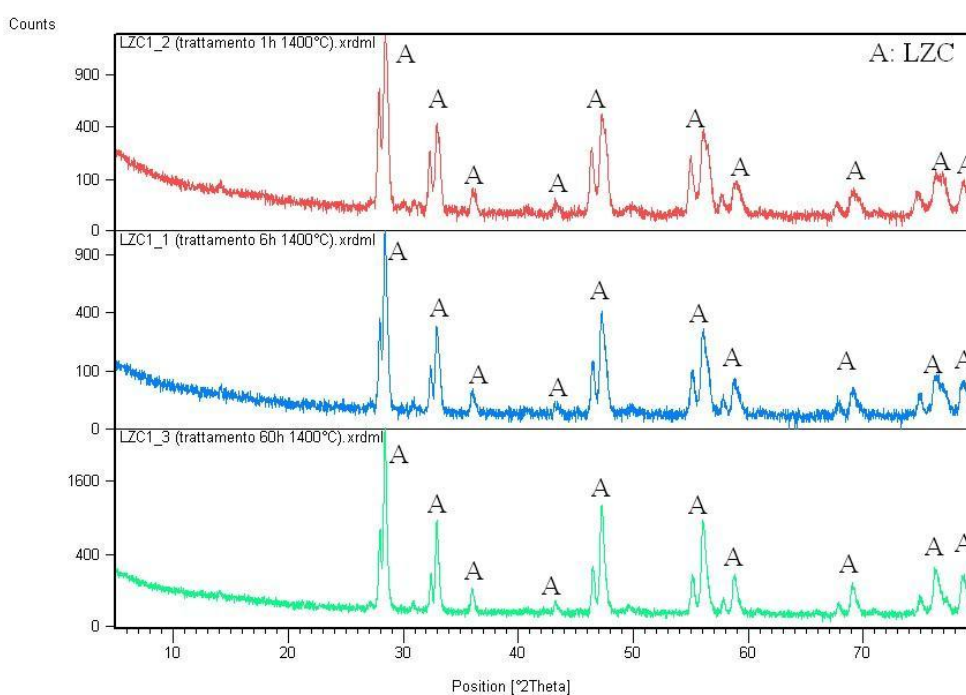 Counts
LZC1_2 (trattamento 1h 1400°C).xrdml
A: LZC
A
A A A
900
400
100
0
A A A A A A
LZC1_1 (trattamento 6h 1400°C).xrdml
900
400
100
0
A A A A A A A A A A
LZC1_3 (trattamento 60h 1400°C).xrdml
1600
400
0
A A A A A A A A A A
10 20 30 40 50 60 70
Position [°2Theta]